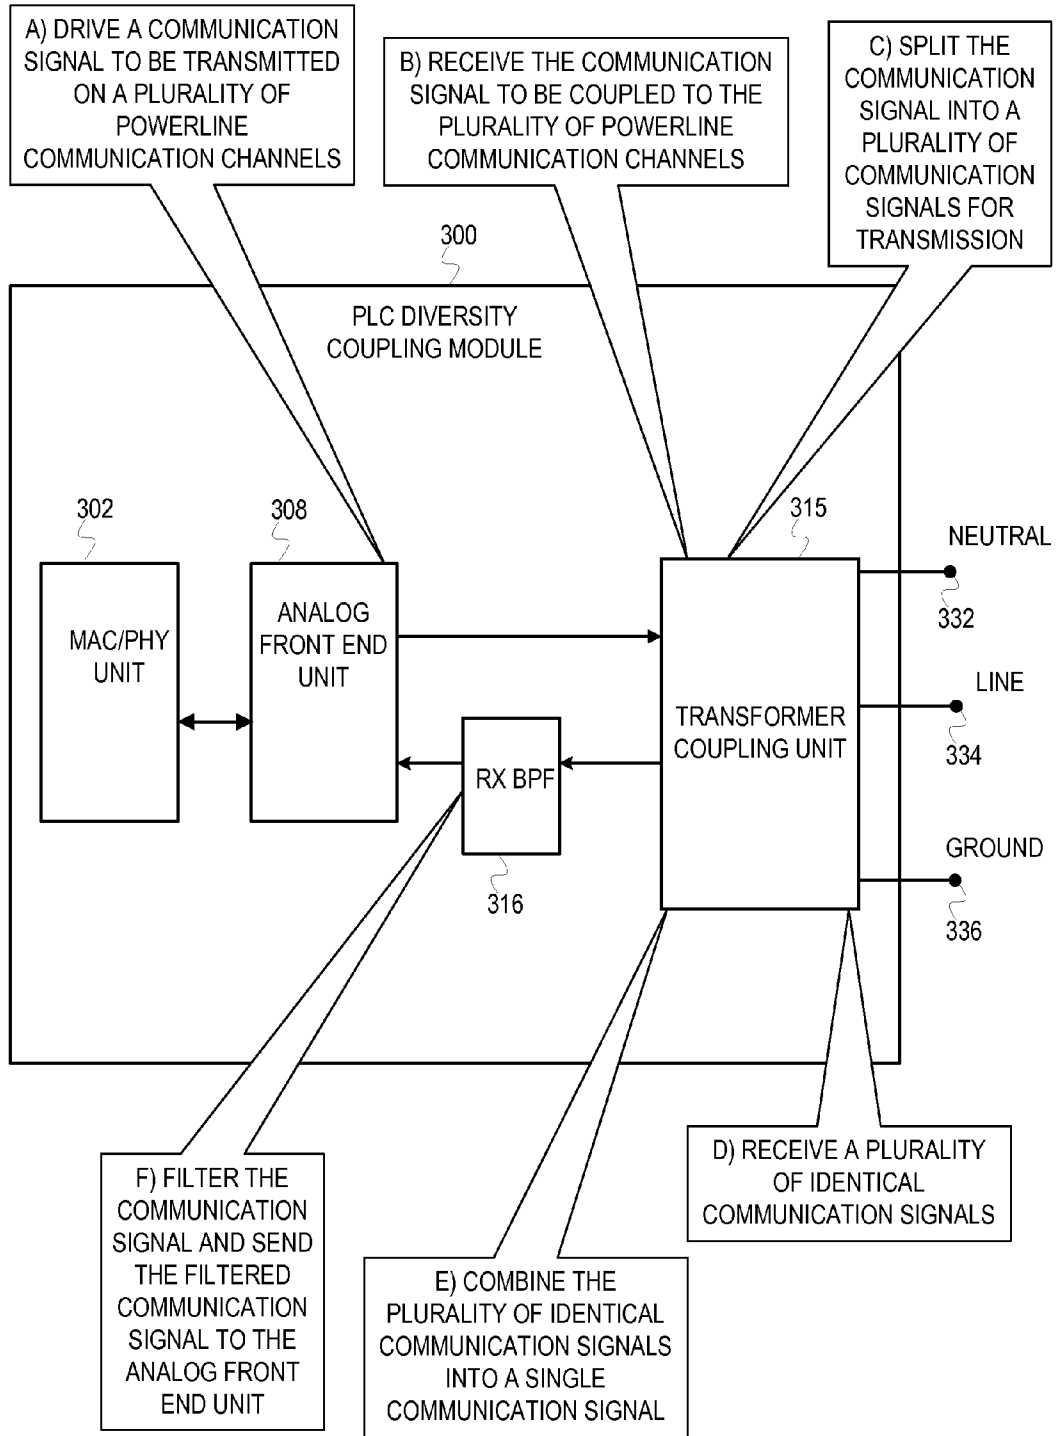 A) DRIVE A COMMUNICATION
SIGNAL TO BE TRANSMITTED
ON A PLURALITY OF
POWERLINE
COMMUNICATION CHANNELS
B) RECEIVE THE COMMUNICATION
SIGNAL TO BE COUPLED TO THE
PLURALITY OF POWERLINE
COMMUNICATION CHANNELS
C) SPLIT THE
COMMUNICATION
SIGNAL INTO A
PLURALITY OF
COMMUNICATION
SIGNALS FOR
TRANSMISSION
300
PLC DIVERSITY
COUPLING MODULE
302
MAC/PHY
UNIT
308
ANALOG
FRONT END
UNIT
315
TRANSFORMER
COUPLING UNIT
RX BPF
316
NEUTRAL
332
LINE
334
GROUND
336
D) RECEIVE A PLURALITY
OF IDENTICAL
COMMUNICATION SIGNALS
E) COMBINE THE
PLURALITY OF IDENTICAL
COMMUNICATION SIGNALS
INTO A SINGLE
COMMUNICATION SIGNAL
F) FILTER THE
COMMUNICATION
SIGNAL AND SEND
THE FILTERED
COMMUNICATION
SIGNAL TO THE
ANALOG FRONT
END UNIT